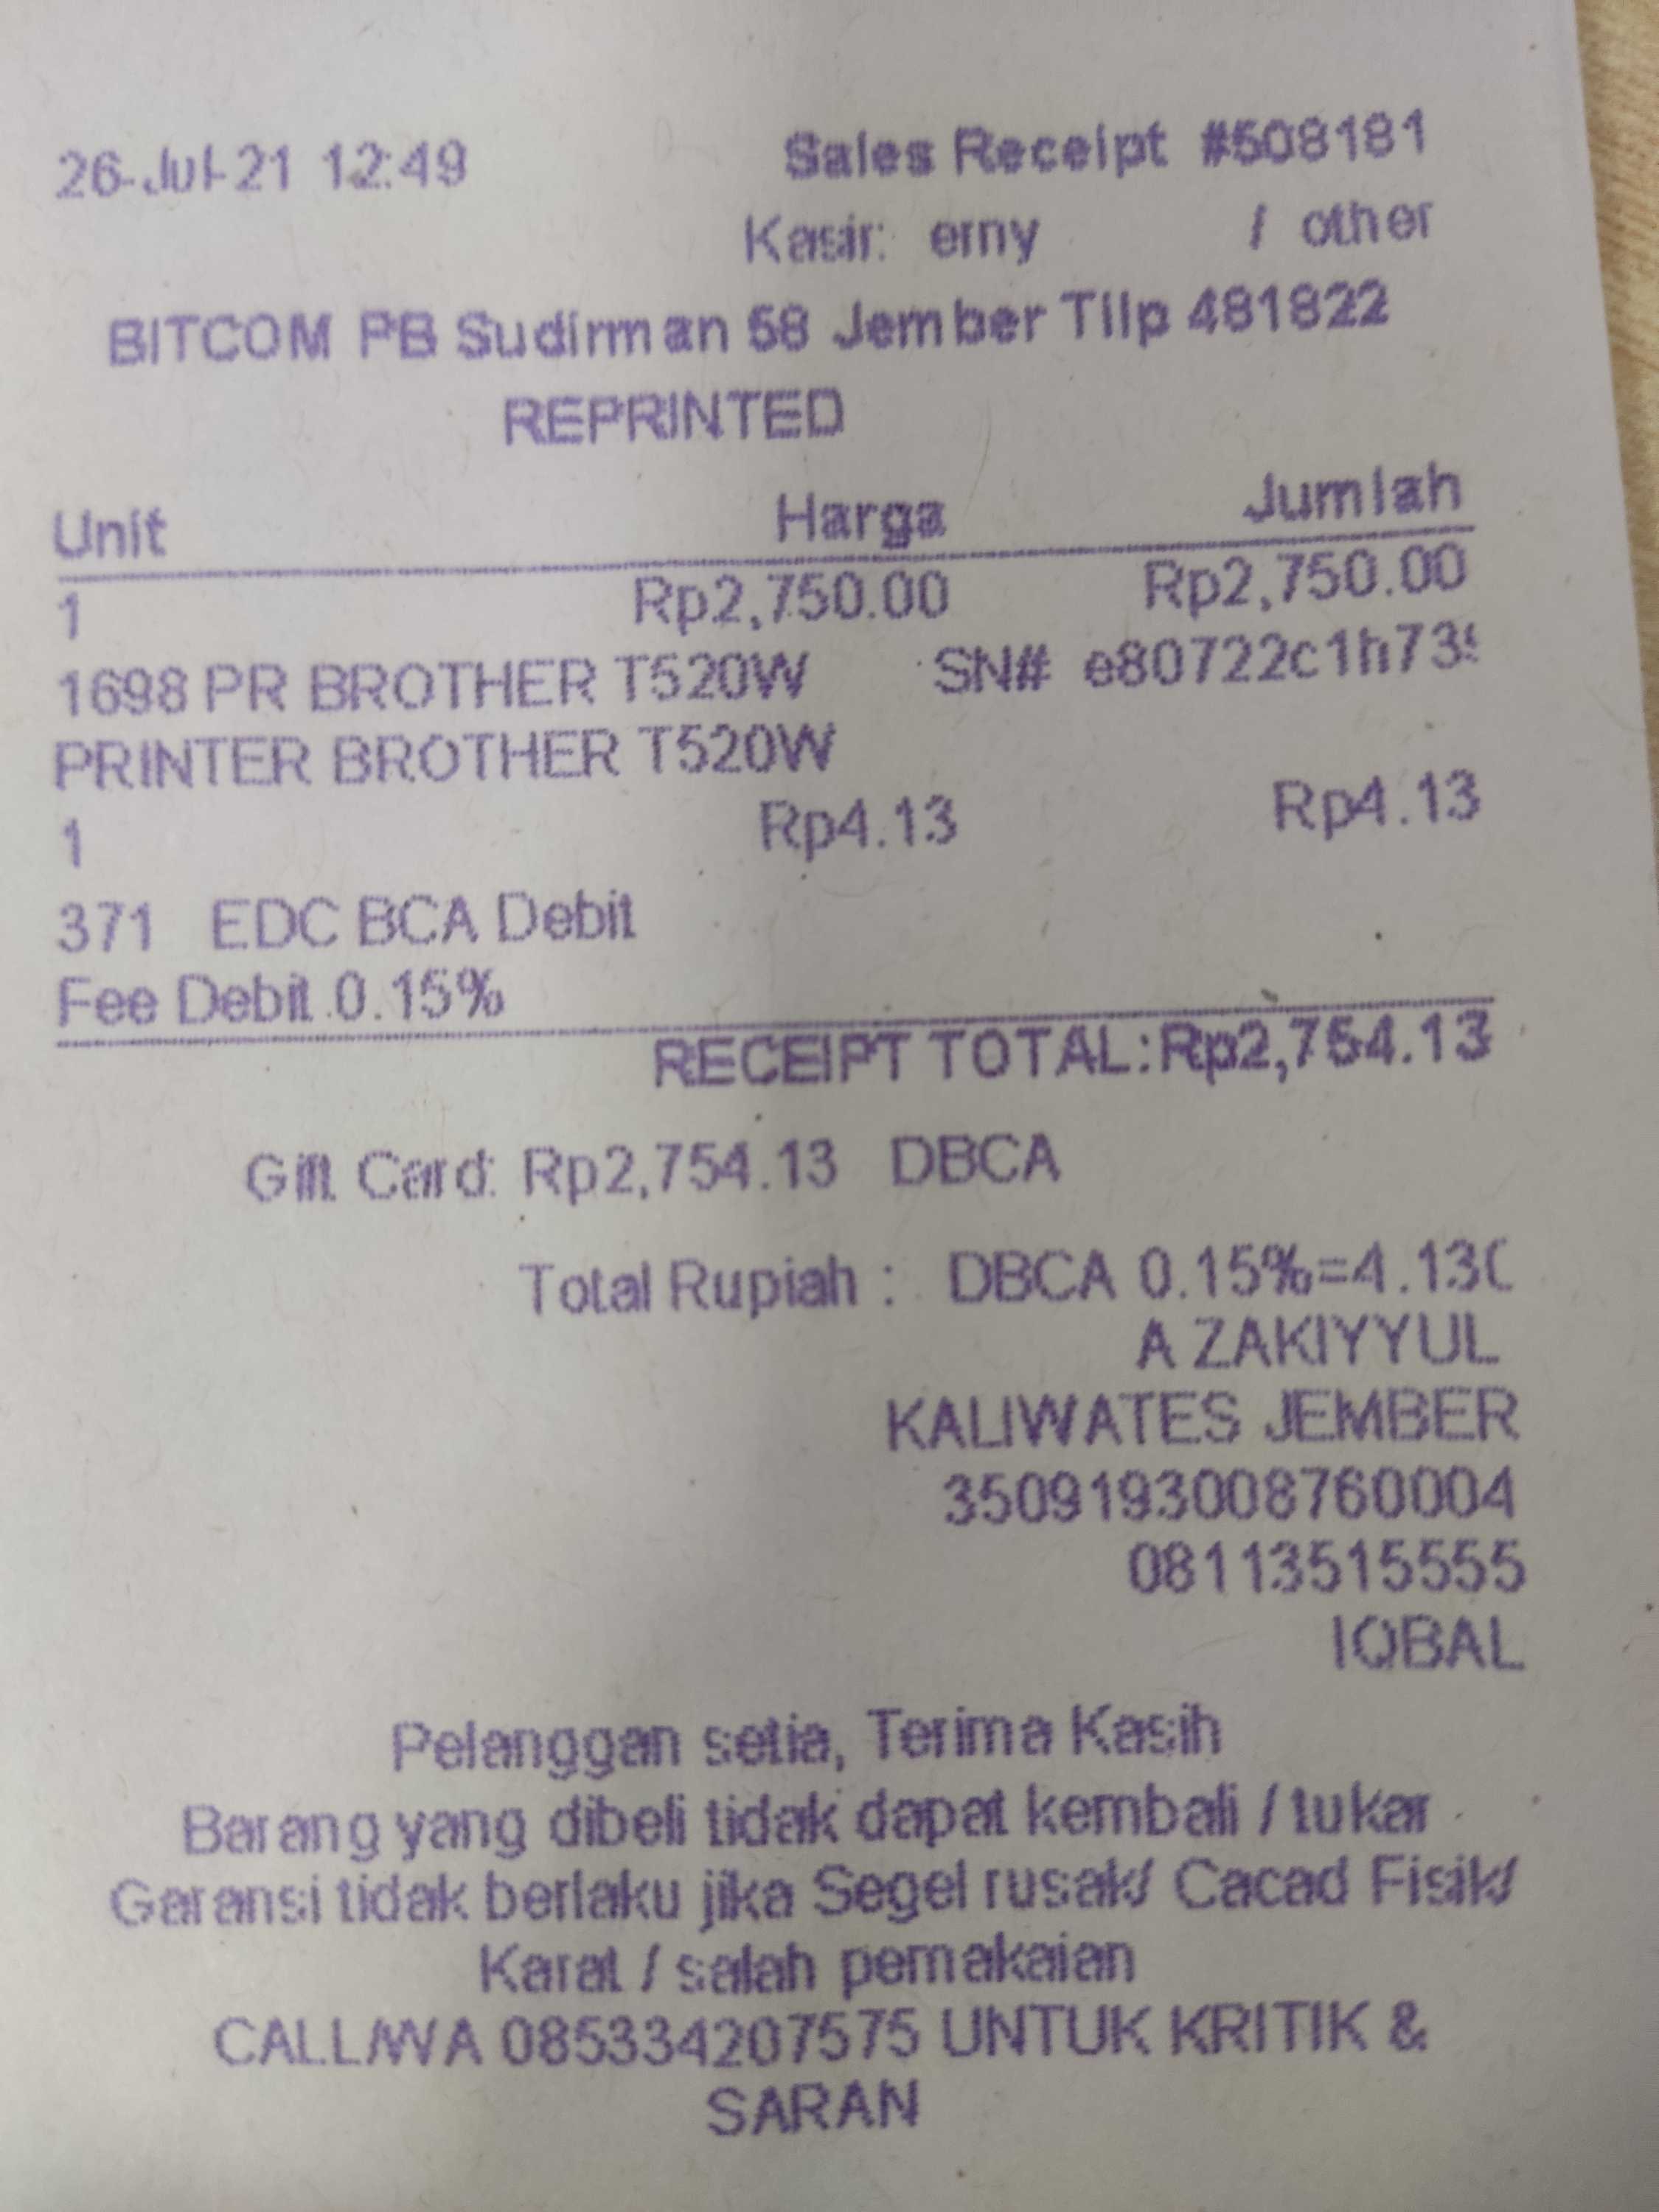 26-Jul-21 12:49 Sales Receipt #508181
Kasir: erny / other
BITCOM PB Sudirman 58 Jember Tllp 481822
REPRINTED
Unit Harga Jumlah
1 Rp2,750.00 Rp2,750.00
1698 PR BROTHER T520W SN# e80722c1h73
PRINTER BROTHER T520W
1 Rp4.13 Rp4.13
371 EDC BCA Debit
Fee Debit 0.15%
RECEIPT TOTAL: Rp2,754.13
Gift Card: Rp2,754.13 DBCA
Total Rupiah : DBCA 0.15%=4.130
A ZAKIYYUL
KALIWATES JEMBER
3509193008760004
08113515555
IQBAL
Pelanggan setia, Terima Kasih
Barang yang dibeli tidak dapat kembali / tukar
Garansi tidak berlaku jika Segel rusak/ Cacad Fisik/
Karat / salah pemakaian
CALL/WA 085334207575 UNTUK KRITIK &
SARAN